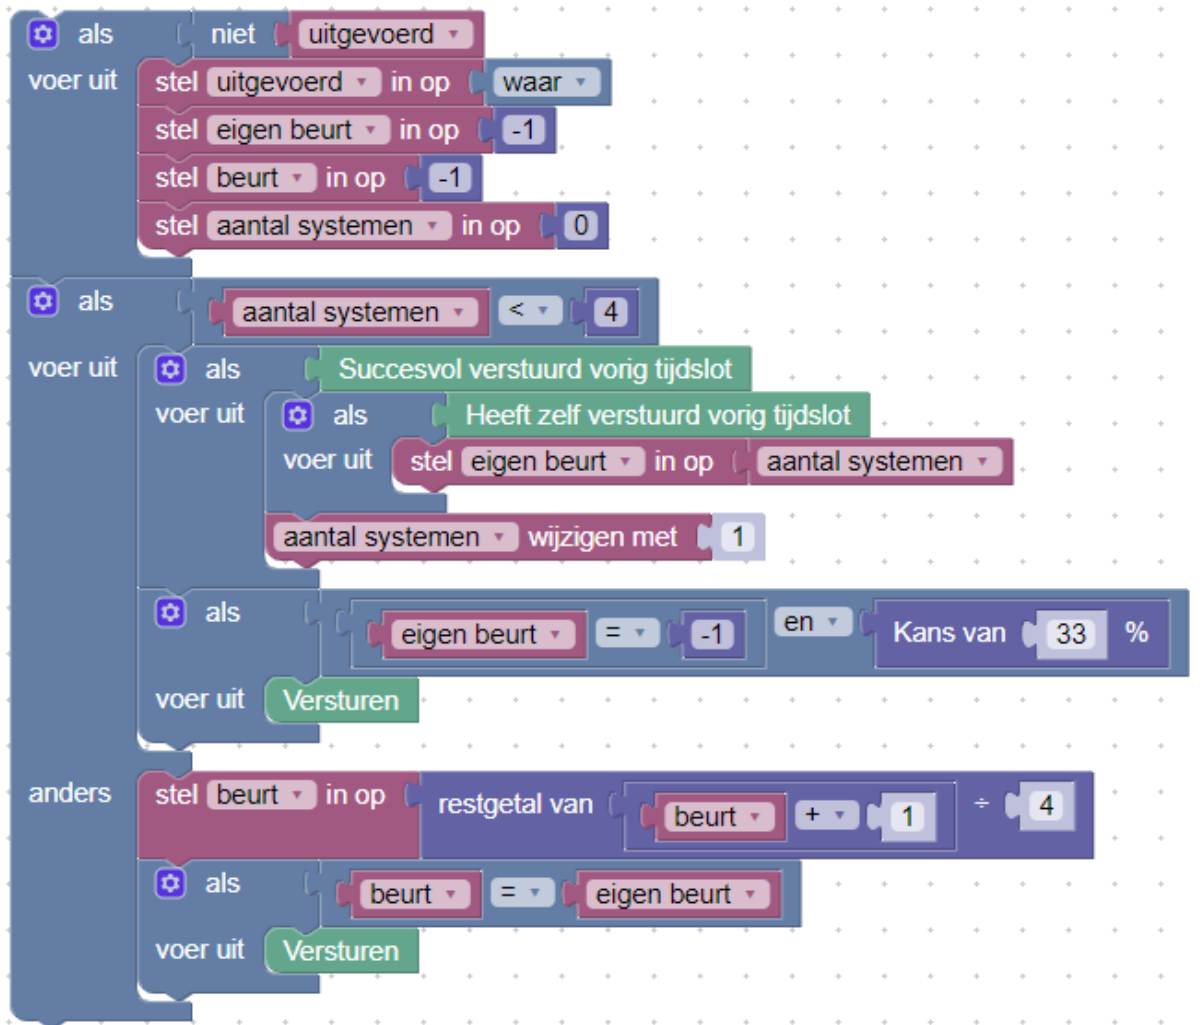 als niet uitgevoerd
voer uit stel uitgevoerd in op waar
stel eigen beurt in op -1
stel beurt in op -1
stel aantal systemen in op 0
als aantal systemen < 4
voer uit als Succesvol verstuurd vorig tijdslot
voer uit als Heeft zelf verstuurd vorig tijdslot
voer uit stel eigen beurt in op aantal systemen
aantal systemen wijzigen met 1
als eigen beurt = -1 en Kans van 33 %
voer uit Versturen
anders stel beurt in op restgetal van beurt + 1 ÷ 4
als beurt = eigen beurt
voer uit Versturen